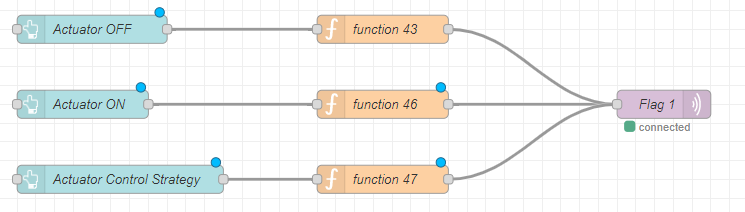 Actuator OFF function 43
Actuator ON function 46 Flag 1
connected
Actuator Control Strategy function 47